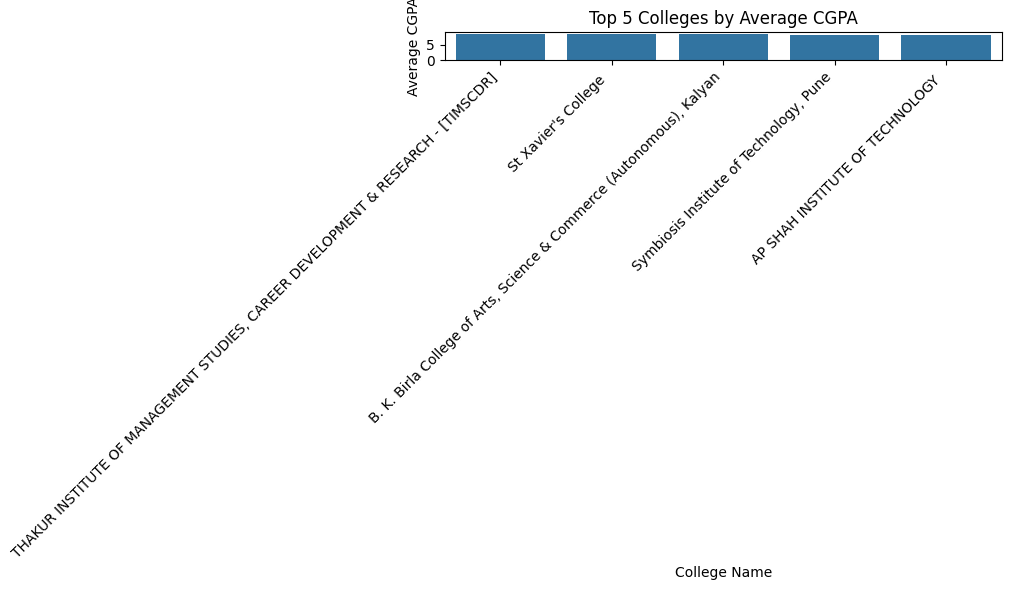 Top 5 Colleges by Average CGPA
Average CGPA
5
0
THAKUR INSTITUTE OF MANAGEMENT STUDIES, CAREER DEVELOPMENT & RESEARCH - [TIMSCDR]
St Xavier's College
B. K. Birla College of Arts, Science & Commerce (Autonomous), Kalyan
Symbiosis Institute of Technology, Pune
AP SHAH INSTITUTE OF TECHNOLOGY
College Name